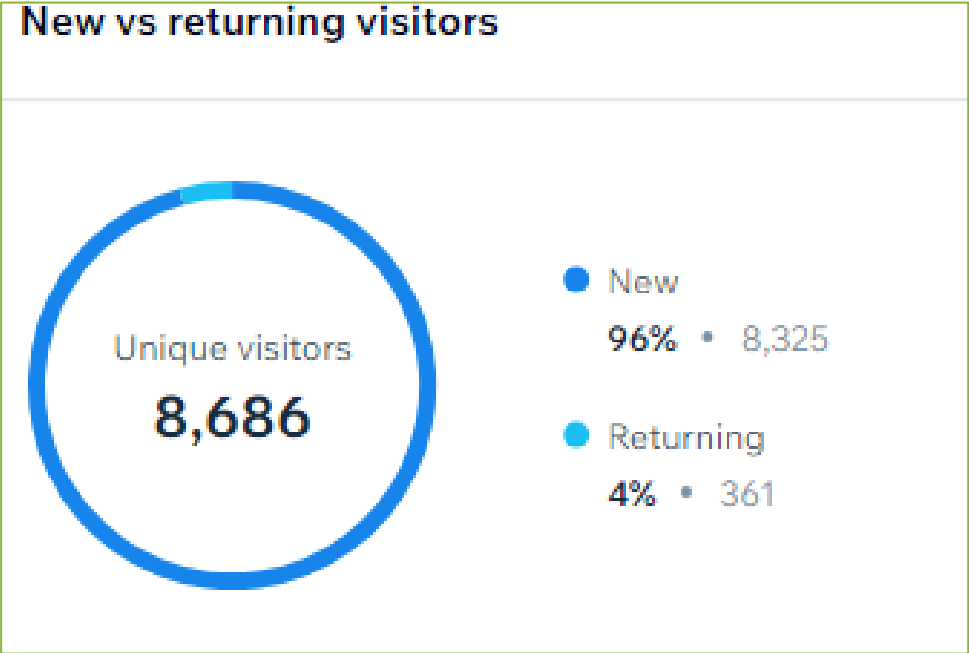 New vs returning visitors
Unique visitors
8,686
New
96% • 8,325
Returning
4% • 361